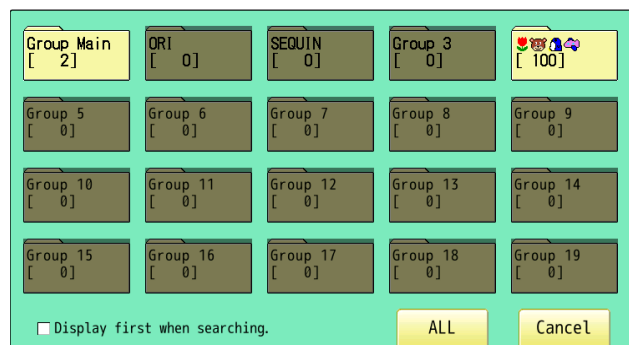 Group Main
[ 2]
ORI
[ 0]
SEQUIN
[ 0]
Group 3
[ 0]
[ 100]
Group 5
[ 0]
Group 6
[ 0]
Group 7
[ 0]
Group 8
[ 0]
Group 9
[ 0]
Group 10
[ 0]
Group 11
[ 0]
Group 12
[ 0]
Group 13
[ 0]
Group 14
[ 0]
Group 15
[ 0]
Group 16
[ 0]
Group 17
[ 0]
Group 18
[ 0]
Group 19
[ 0]
Display first when searching.
ALL
Cancel